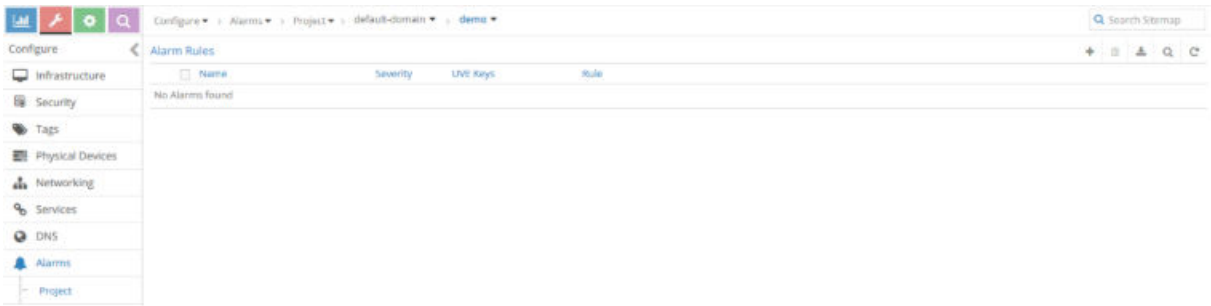 Configure > Alarms > Project > default-domain > demo
Search Sitemap
Configure
Alarm Rules
Name Severity UVE Keys Rule
No Alarms found
Infrastructure
Security
Tags
Physical Devices
Networking
Services
DNS
Alarms
Project